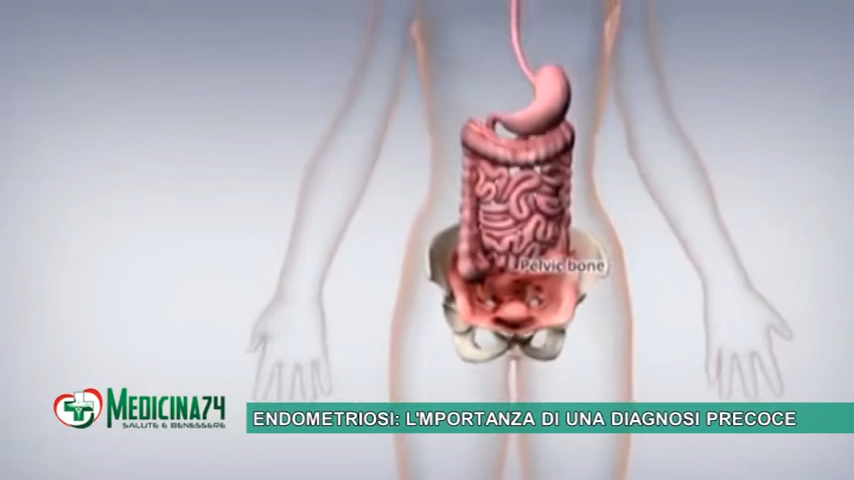 Pelvic bone
MEDICINA74
SALUTE E BENESSERE
ENDOMETRIOSI: L'MPORTANZA DI UNA DIAGNOSI PRECOCE